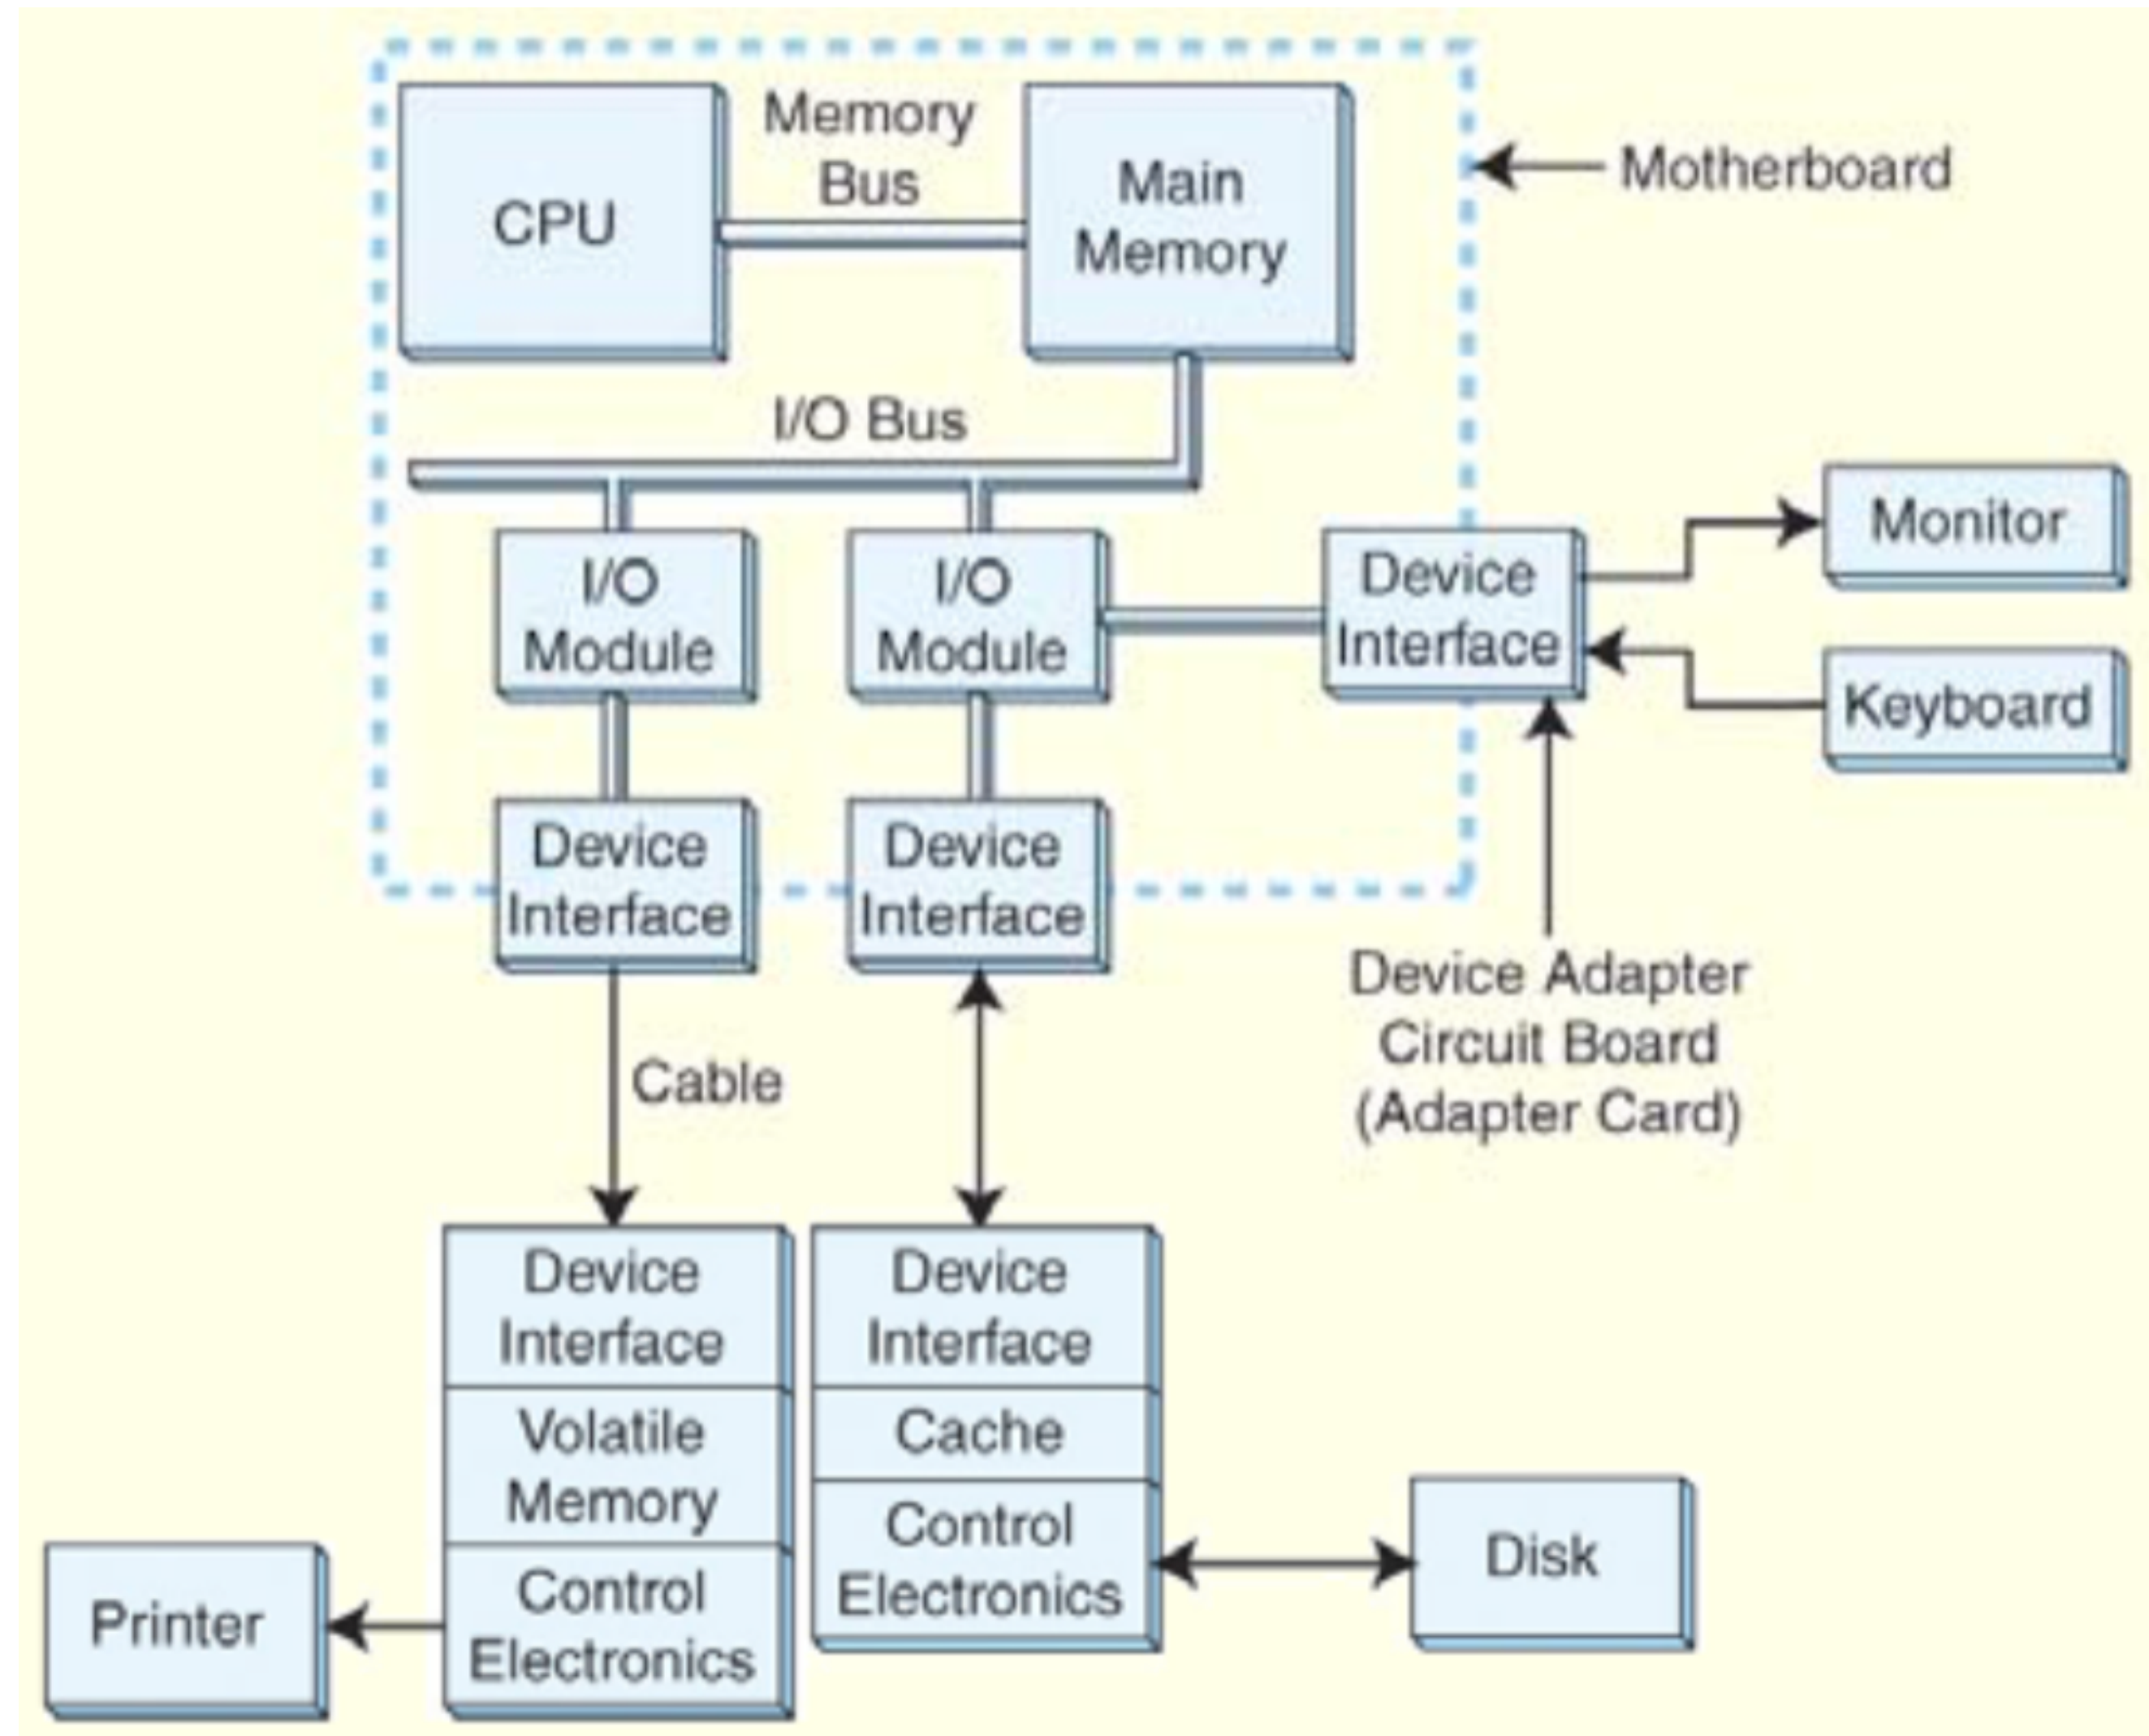 Memory
Bus
CPU
Main
Memory
Motherboard
I/O Bus
I/O
Module
I/O
Module
Device
Interface
Monitor
Keyboard
Device
Interface
Device
Interface
Device Adapter
Circuit Board
(Adapter Card)
Cable
Device
Interface
Volatile
Memory
Control
Electronics
Device
Interface
Cache
Control
Electronics
Disk
Printer